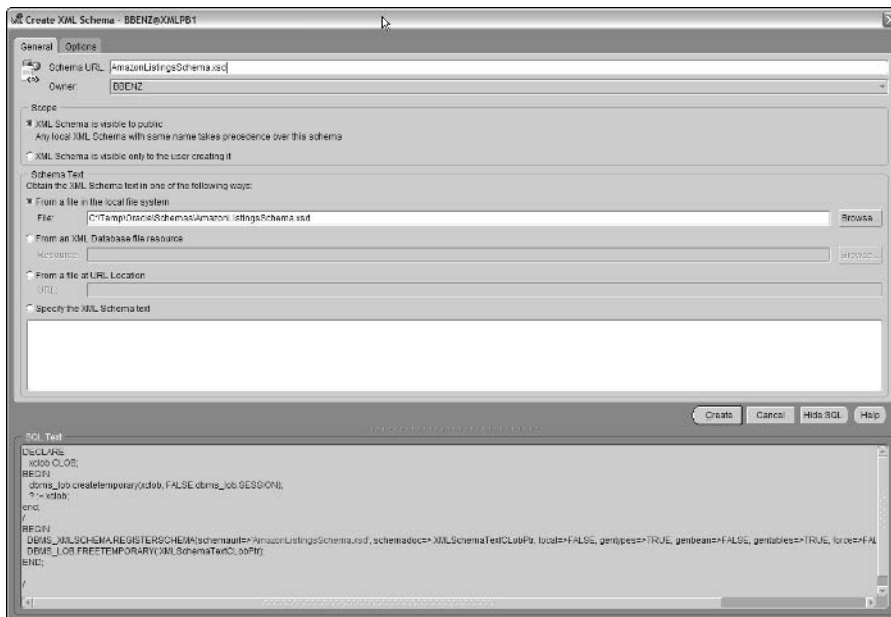 Create XML Schema - BBENZ@XMLPB1
General Options
Schema URL: AmazonListingsSchema.xsd
Owner: BBENZ
Scope
XML Schema is visible to public
Any local XML Schema with same name takes precedence over this schema
XML Schema is visible only to the user creating it
Schema Text
Obtain the XML Schema text in one of the following ways:
From a file in the local file system
File: C:\Temp\Oracle\Schemas\AmazonListingsSchema.xsd Browse...
From an XML Database file resource
Resource: Browse...
From a file at URL Location
URL:
Specify the XML Schema text
Create Cancel Hide SQL Help
SQL Text
DECLARE
xclob CLOB;
BEGIN
dbms_lob.createtemporary(xclob, FALSE,dbms_lob.SESSION);
? := xclob;
end;
/
BEGIN
DBMS_XMLSCHEMA.REGISTERSCHEMA(schemaurl=>'AmazonListingsSchema.xsd', schemadoc=> XMLSchemaTextCLobPtr, local=>FALSE, gentypes=>TRUE, genbean=>FALSE, gentables=>TRUE, force=>FAL
DBMS_LOB.FREETEMPORARY( XMLSchemaTextCLobPtr);
END;
/